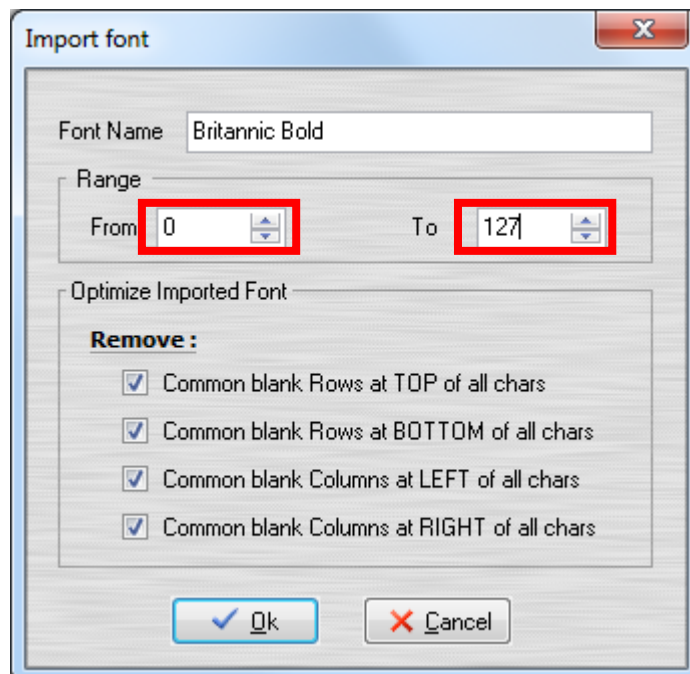 Import font
Font Name Britannic Bold
Range
From 0 To 127
Optimize Imported Font
Remove :
Common blank Rows at TOP of all chars
Common blank Rows at BOTTOM of all chars
Common blank Columns at LEFT of all chars
Common blank Columns at RIGHT of all chars
Ok Cancel